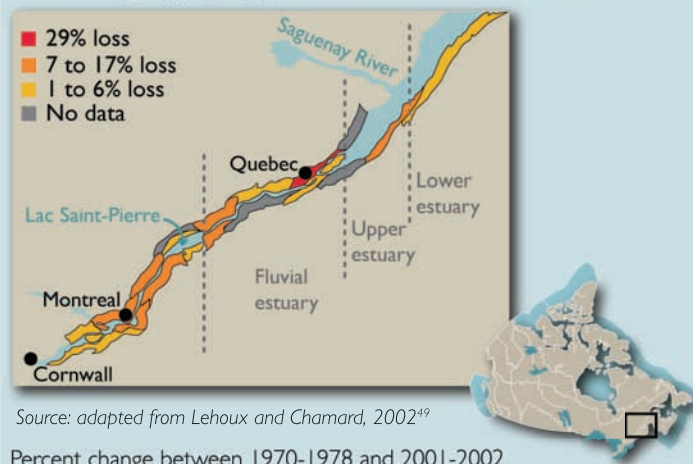 29% loss
7 to 17% loss
1 to 6% loss
No data
Saguenay River
Quebec
Lower
estuary
Lac Saint-Pierre
Upper
estuary
Fluvial
estuary
Montreal
Cornwall
Source: adapted from Lehoux and Chamard, 2002⁴⁹
Percent change between 1970-1978 and 2001-2002